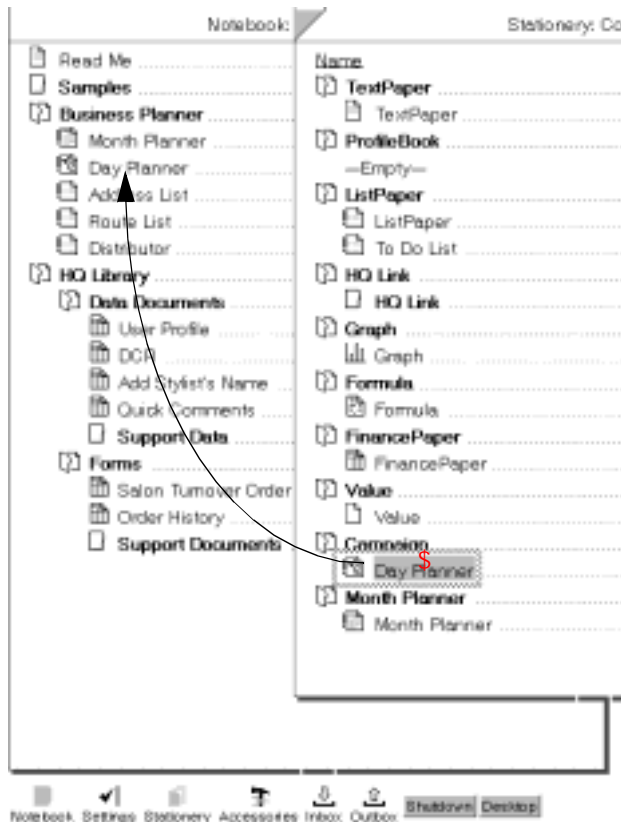 Notebook:
Read Me
Samples
Business Planner
Month Planner
Day Planner
Address List
Route List
Distributor
HQ Library
Data Documents
User Profile
DCR
Add Stylist's Name
Quick Comments
Support Data
Forms
Salon Turnover Order
Order History
Support Documents
Stationery: Co
Name
TextPaper
TextPaper
ProfileBook
—Empty—
ListPaper
ListPaper
To Do List
HQ Link
HQ Link
Graph
Graph
Formula
Formula
FinancePaper
FinancePaper
Value
Value
Campaign
$
Day Planner
Month Planner
Month Planner
Notebook Settings Stationery Accessories Inbox Outbox Shutdown Desktop